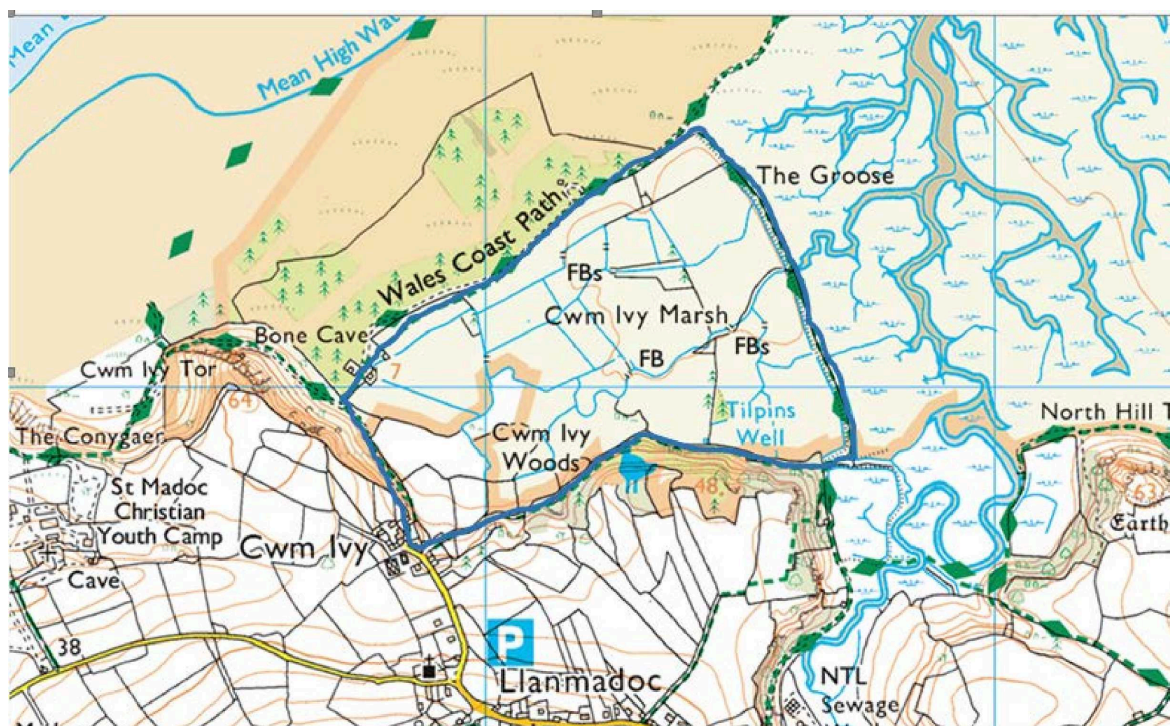 Mean
Mean High Wat
The Groose
Wales Coast Path
FBs
Cwm Ivy Marsh
Bone Cave
FBs
FB
7
Cwm Ivy Tor
64
Tilpins
Well
North Hill T
The Conygaer
Cwm Ivy
Woods
48
63
St Madoc
Christian
Youth Camp
Earth
Cwm Ivy
Cave
38
P
Llanmadoc
NTL
Sewage